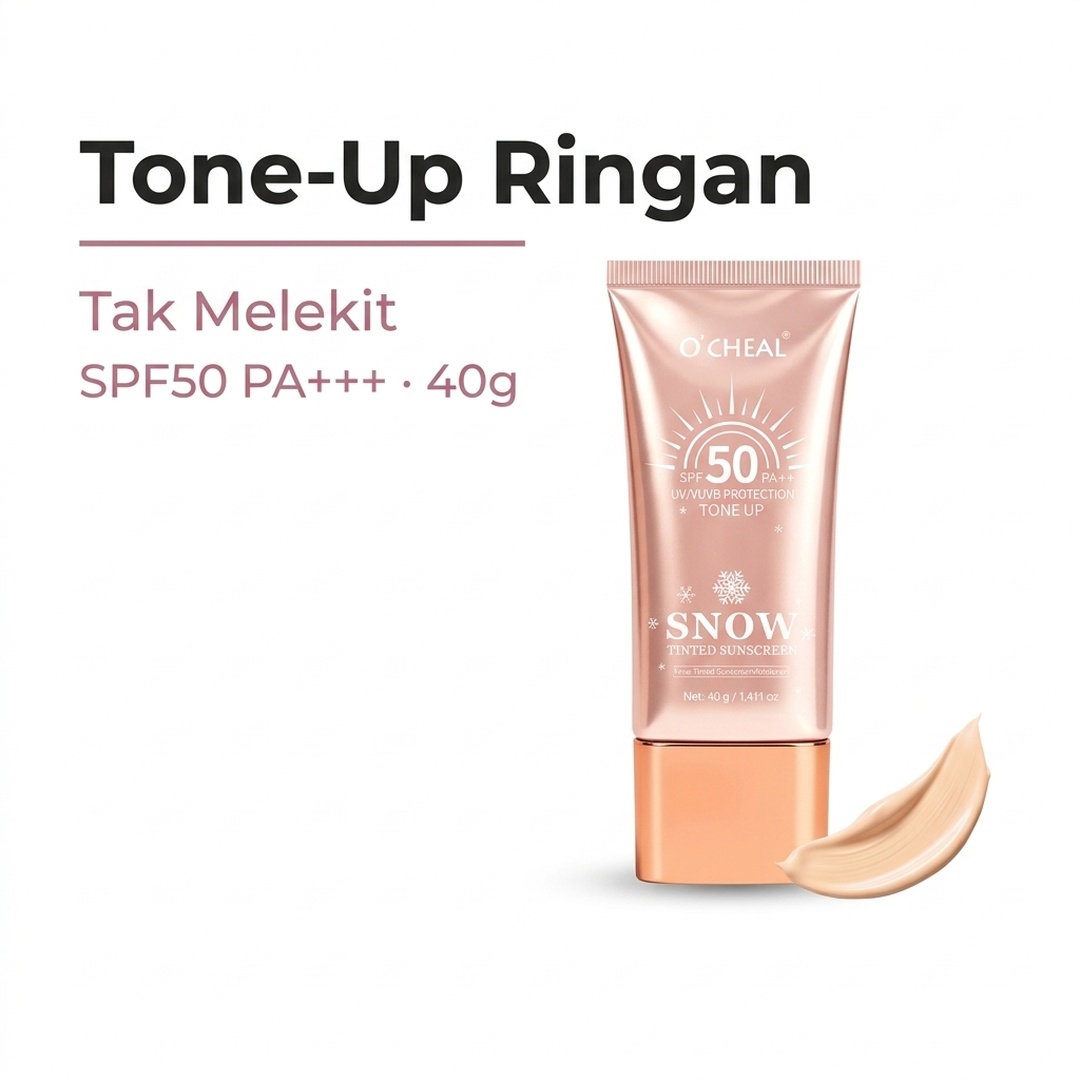 Tone-Up Ringan
Tak Melekit
SPF50 PA+++ · 40g
O'CHEAL®
SPF 50 PA++
UV/VUVB PROTECTION
TONE UP
SNOW
TINTED SUNSCREEN
Net: 40 g / 1,411 oz